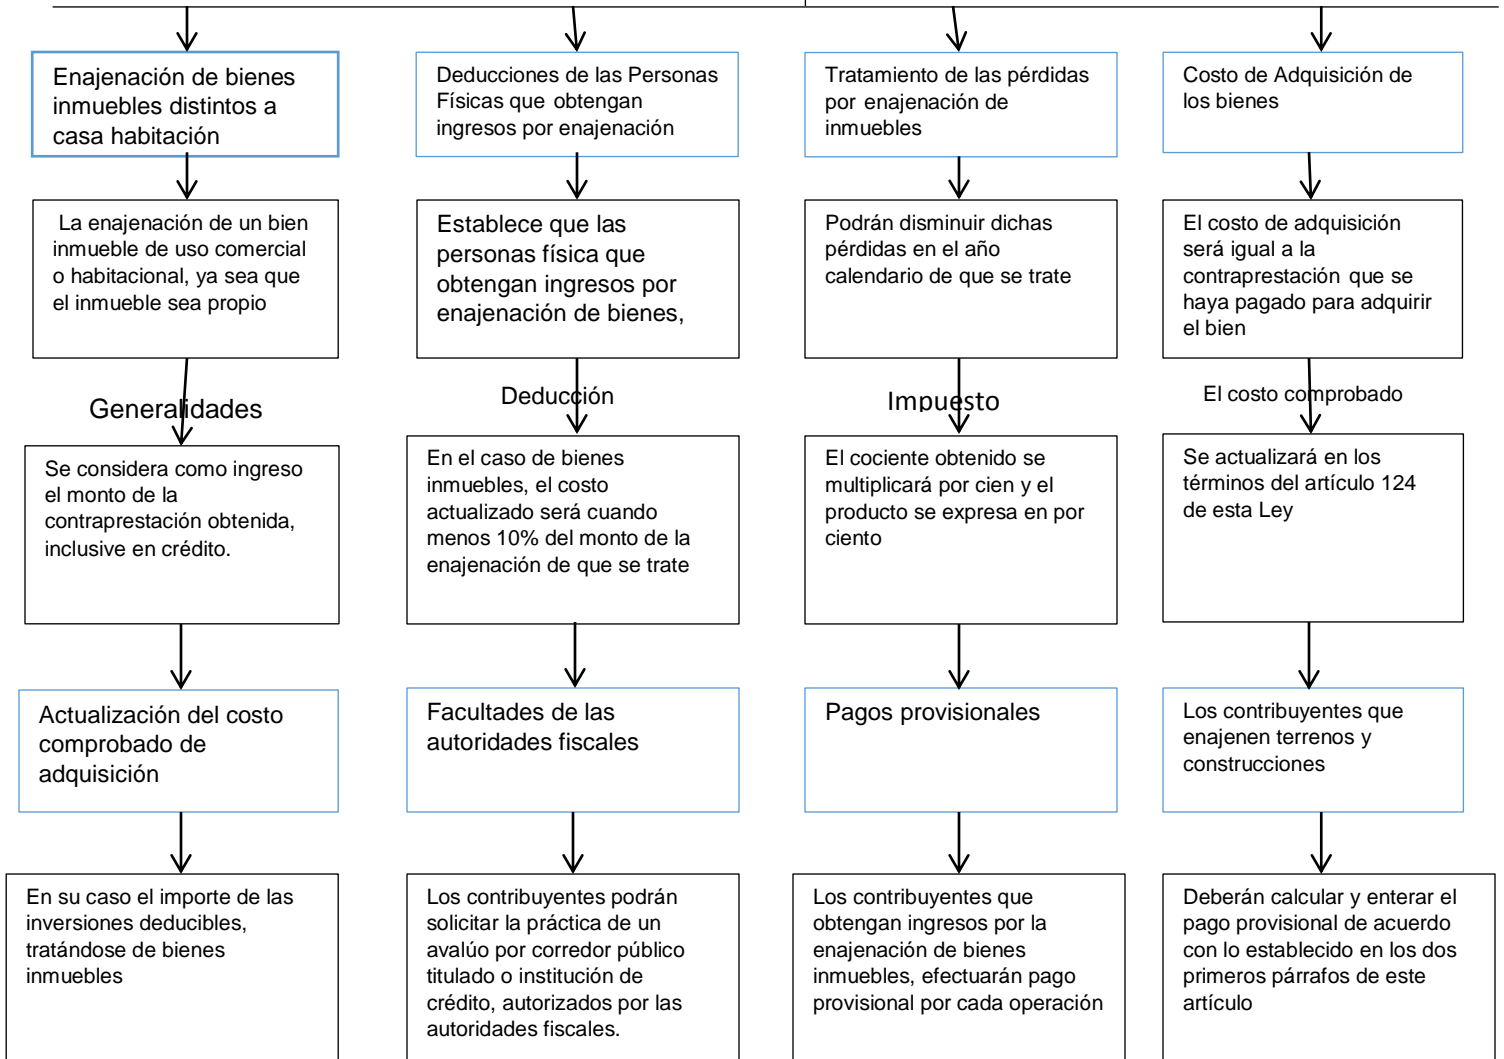 Enajenación de bienes
inmuebles distintos a
casa habitación
La enajenación de un bien
inmueble de uso comercial
o habitacional, ya sea que
el inmueble sea propio
Generalidades
Se considera como ingreso
el monto de la
contraprestación obtenida,
inclusive en crédito.
Actualización del costo
comprobado de
adquisición
En su caso el importe de las
inversiones deducibles,
tratándose de bienes
inmuebles
Deducciones de las Personas
Físicas que obtengan
ingresos por enajenación
Establece que las
personas física que
obtengan ingresos por
enajenación de bienes,
Deducción
En el caso de bienes
inmuebles, el costo
actualizado será cuando
menos 10% del monto de la
enajenación de que se trate
Facultades de las
autoridades fiscales
Los contribuyentes podrán
solicitar la práctica de un
avalúo por corredor público
titulado o institución de
crédito, autorizados por las
autoridades fiscales.
Tratamiento de las pérdidas
por enajenación de
inmuebles
Podrán disminuir dichas
pérdidas en el año
calendario de que se trate
Impuesto
El cociente obtenido se
multiplicará por cien y el
producto se expresa en por
ciento
Pagos provisionales
Los contribuyentes que
obtengan ingresos por la
enajenación de bienes
inmuebles, efectuarán pago
provisional por cada operación
Costo de Adquisición de
los bienes
El costo de adquisición
será igual a la
contraprestación que se
haya pagado para adquirir
el bien
El costo comprobado
Se actualizará en los
términos del artículo 124
de esta Ley
Los contribuyentes que
enajenen terrenos y
construcciones
Deberán calcular y enterar el
pago provisional de acuerdo
con lo establecido en los dos
primeros párrafos de este
artículo